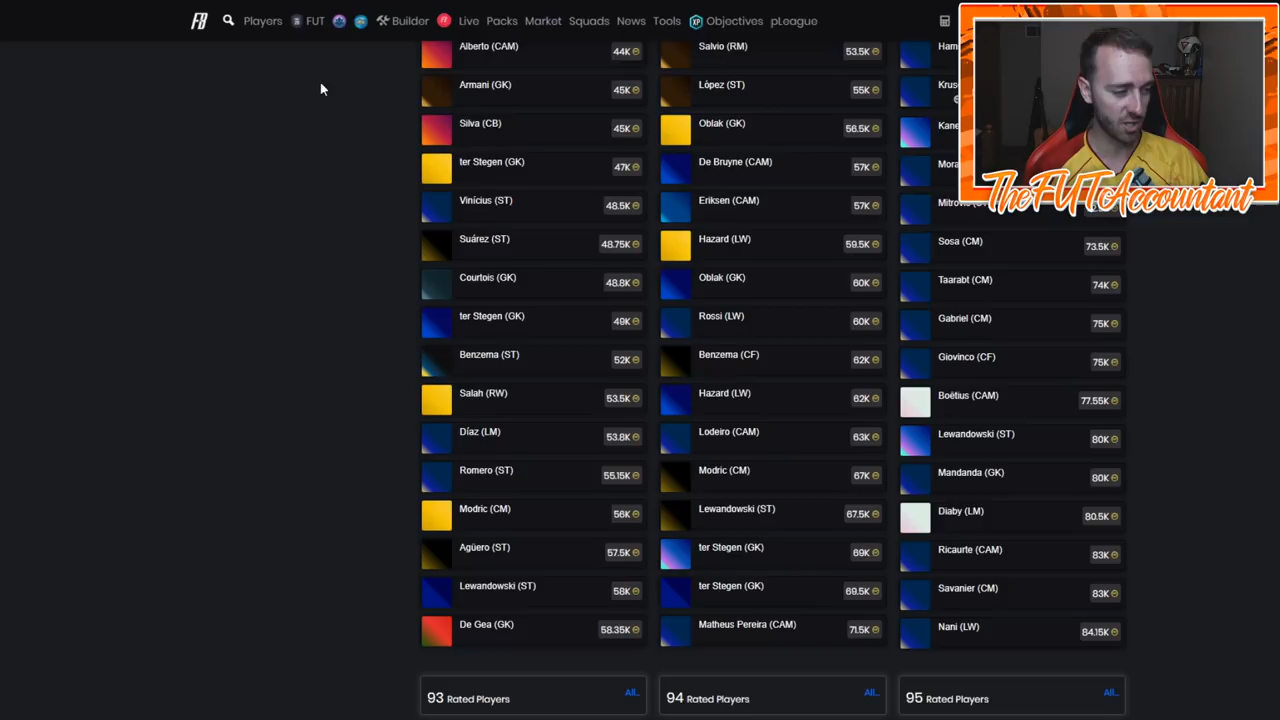 FB Players FUT Builder Live Packs Market Squads News Tools XP Objectives pLeague
Alberto (CAM) 44K
Armani (GK) 45K
Silva (CB) 45K
ter Stegen (GK) 47K
Vinícius (ST) 48.5K
Suárez (ST) 48.75K
Courtois (GK) 48.8K
ter Stegen (GK) 49K
Benzema (ST) 52K
Salah (RW) 53.5K
Díaz (LM) 53.8K
Romero (ST) 55.15K
Modric (CM) 56K
Agüero (ST) 57.5K
Lewandowski (ST) 58K
De Gea (GK) 58.35K
Salvio (RM) 53.5K
López (ST) 55K
Oblak (GK) 56.5K
De Bruyne (CAM) 57K
Eriksen (CAM) 57K
Hazard (LW) 59.5K
Oblak (GK) 60K
Rossi (LW) 60K
Benzema (CF) 62K
Hazard (LW) 62K
Lodeiro (CAM) 63K
Modric (CM) 67K
Lewandowski (ST) 67.5K
ter Stegen (GK) 69K
ter Stegen (GK) 69.5K
Matheus Pereira (CAM) 71.5K
Ham
Kruse
Kane
Mora
Mitrovic
Sosa (CM) 73.5K
Taarabt (CM) 74K
Gabriel (CM) 75K
Giovinco (CF) 75K
Boëtius (CAM) 77.55K
Lewandowski (ST) 80K
Mandanda (GK) 80K
Diaby (LM) 80.5K
Ricaurte (CAM) 83K
Savanier (CM) 83K
Nani (LW) 84.15K
93 Rated Players All..
94 Rated Players All..
95 Rated Players All..
TheFUTAccountant